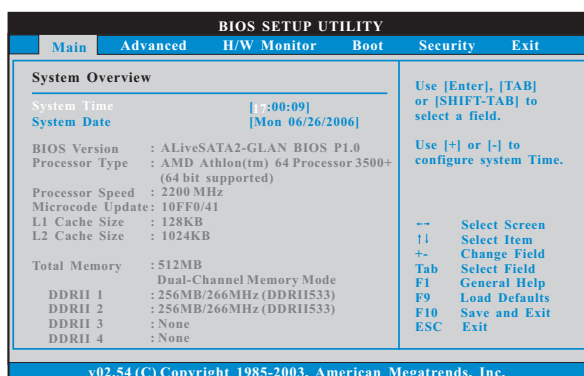 BIOS SETUP UTILITY
Main Advanced H/W Monitor Boot Security Exit
System Overview
System Time [17:00:09]
System Date [Mon 06/26/2006]
BIOS Version : ALiveSATA2-GLAN BIOS P1.0
Processor Type : AMD Athlon(tm) 64 Processor 3500+
(64 bit supported)
Processor Speed : 2200 MHz
Microcode Update : 10FF0/41
L1 Cache Size : 128KB
L2 Cache Size : 1024KB
Total Memory : 512MB
Dual-Channel Memory Mode
DDRII 1 : 256MB/266MHz (DDRII533)
DDRII 2 : 256MB/266MHz (DDRII533)
DDRII 3 : None
DDRII 4 : None
Use [Enter], [TAB]
or [SHIFT-TAB] to
select a field.
Use [+] or [-] to
configure system Time.
←→ Select Screen
↑↓ Select Item
+- Change Field
Tab Select Field
F1 General Help
F9 Load Defaults
F10 Save and Exit
ESC Exit
v02.54 (C) Copyright 1985-2003, American Megatrends, Inc.